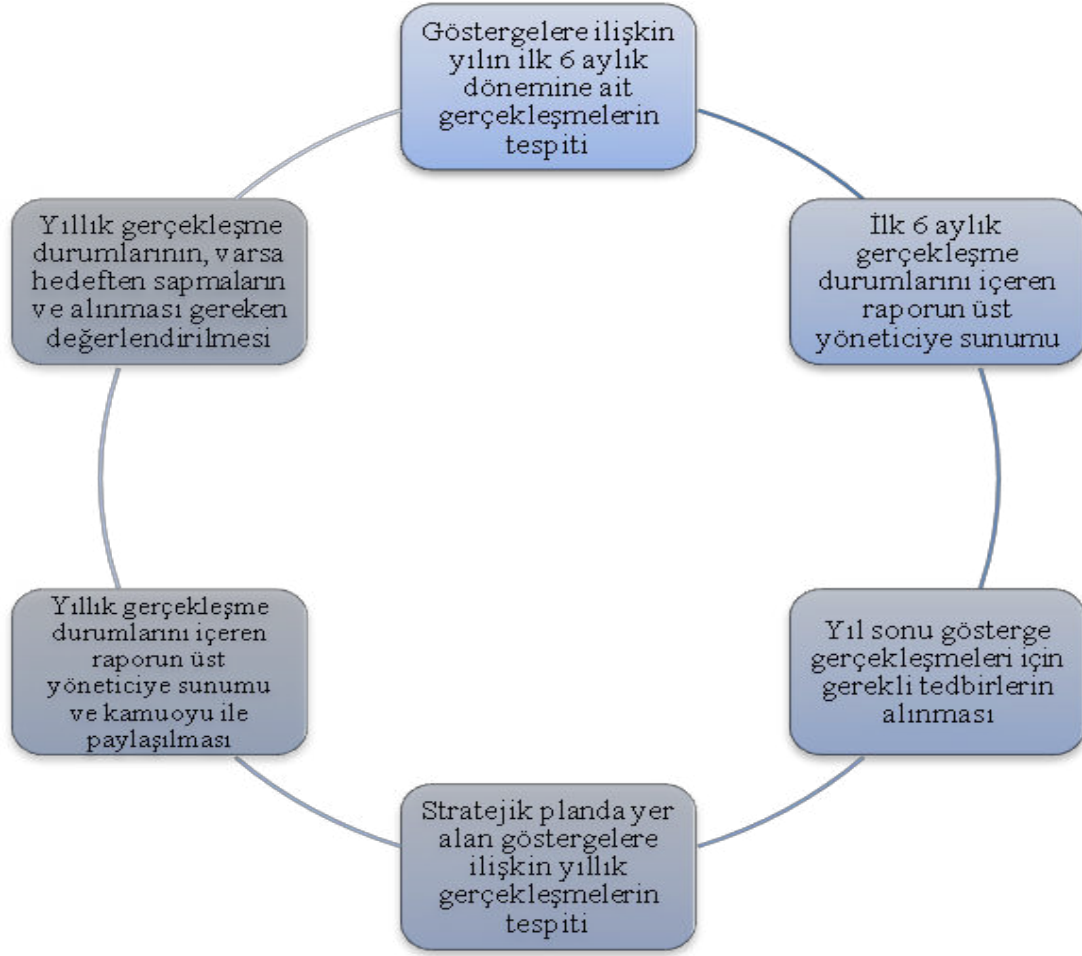 Göstergelere ilişkin
yılın ilk 6 aylık
dönemine ait
gerçekleşmelerin
tespiti
İlk 6 aylık
gerçekleşme
durumlarını içeren
raporun üst
yöneticiye sunumu
Yıl sonu gösterge
gerçekleşmeleri için
gerekli tedbirlerin
alınması
Stratejik planda yer
alan göstergelere
ilişkin yıllık
gerçekleşmelerin
tespiti
Yıllık gerçekleşme
durumlarını içeren
raporun üst
yöneticiye sunumu
ve kamuoyu ile
paylaşılması
Yıllık gerçekleşme
durumlarının, varsa
hedeften sapmaların
ve alınması gereken
değerlendirilmesi